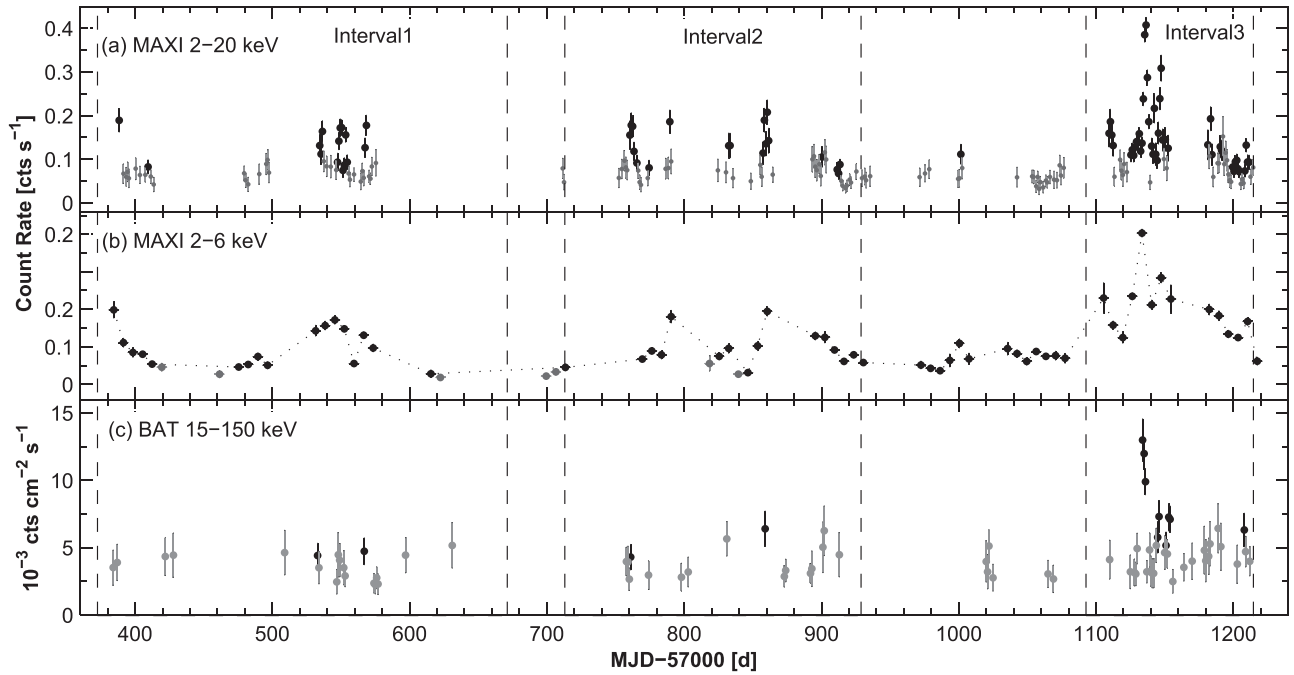 (a) MAXI 2−20 keV
Interval1
Interval2
Interval3
0.4
0.3
0.2
0.1
0
(b) MAXI 2−6 keV
0.2
0.2
0.1
0
Count Rate [cts s⁻¹]
(c) BAT 15−150 keV
15
10
5
0
10⁻³ cts cm⁻² s⁻¹
400 500 600 700 800 900 1000 1100 1200
MJD−57000 [d]